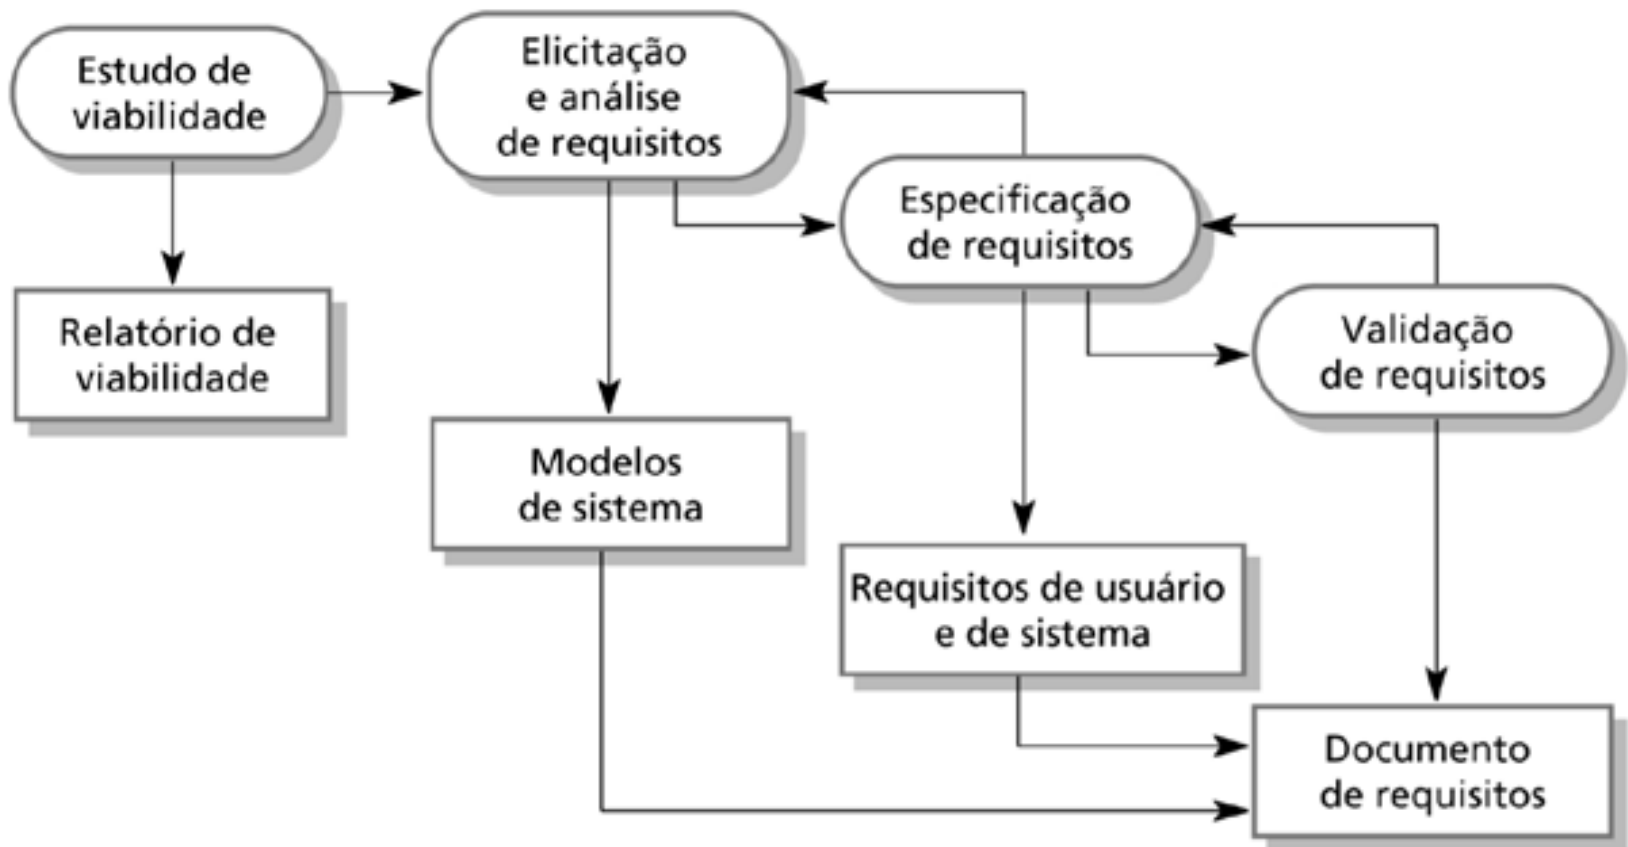 Estudo de
viabilidade
Elicitação
e análise
de requisitos
Especificação
de requisitos
Validação
de requisitos
Relatório de
viabilidade
Modelos
de sistema
Requisitos de usuário
e de sistema
Documento
de requisitos